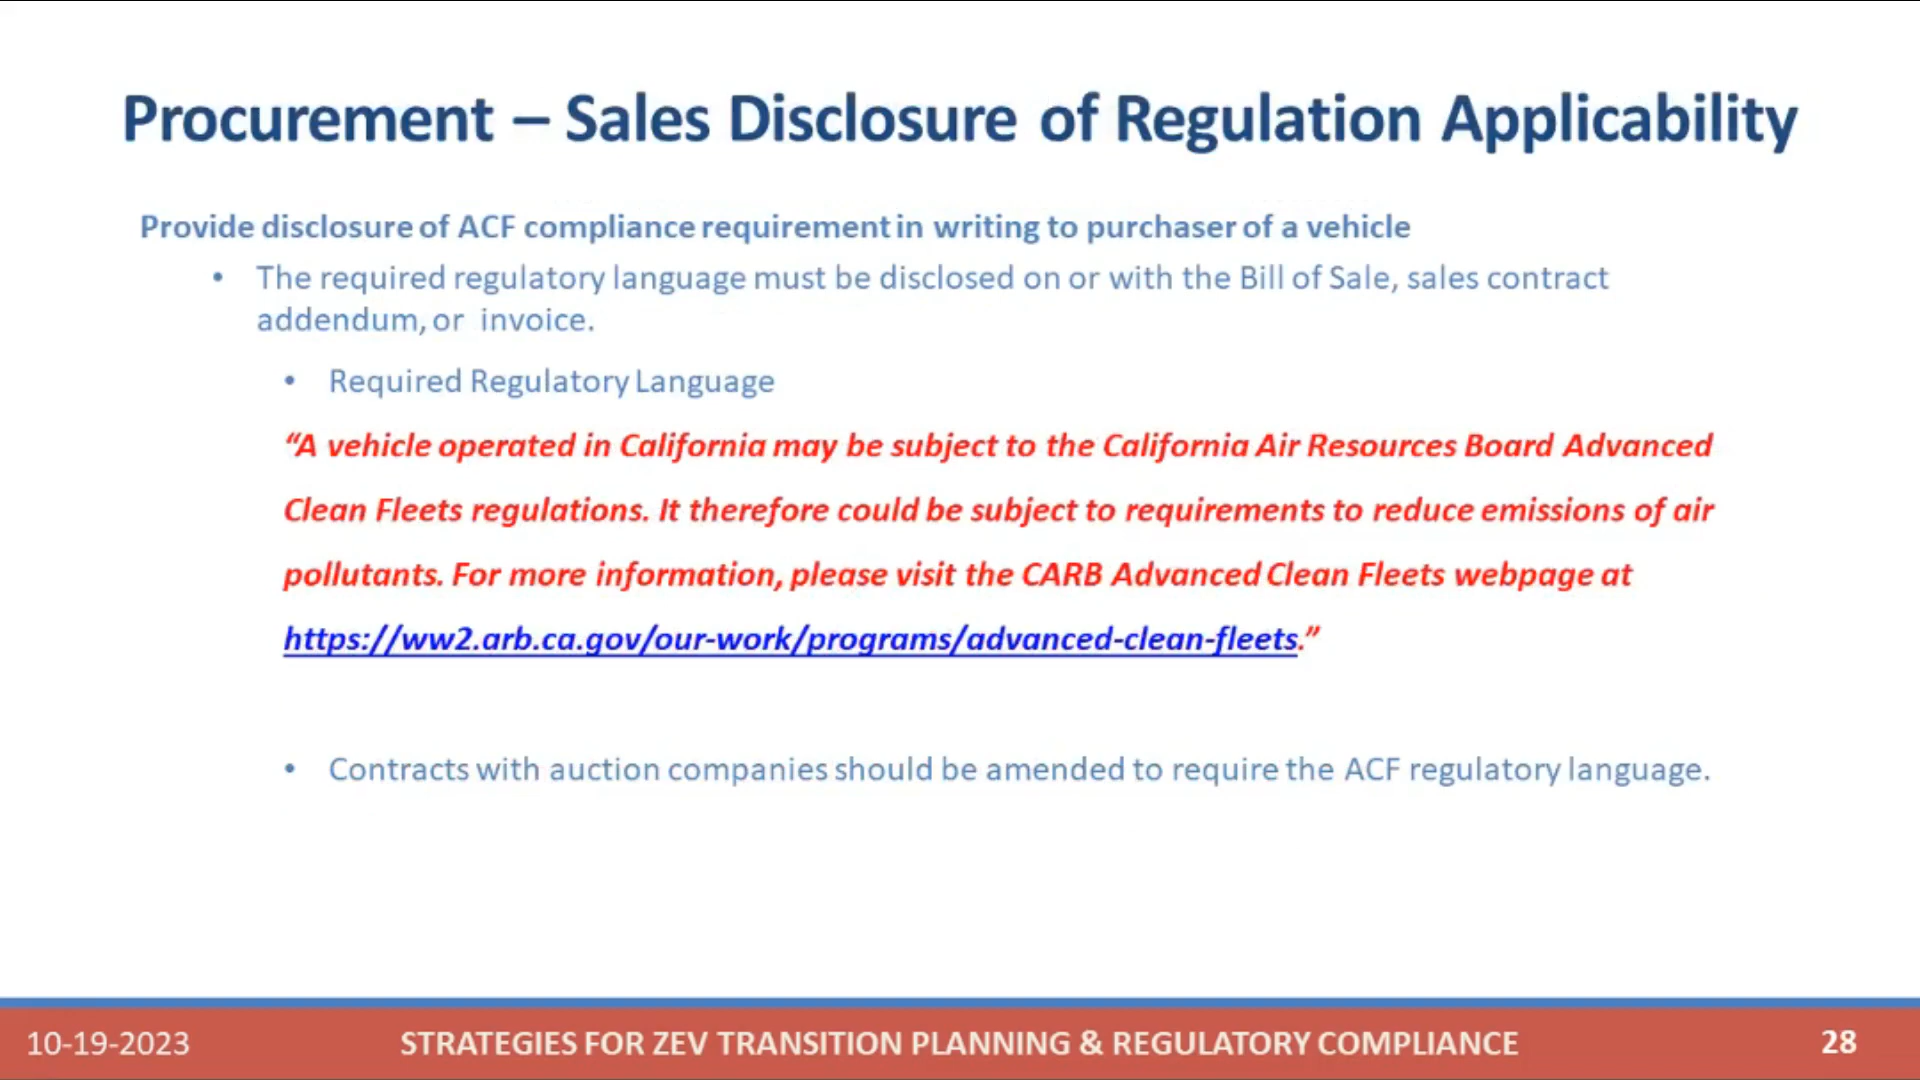 Procurement – Sales Disclosure of Regulation Applicability
Provide disclosure of ACF compliance requirement in writing to purchaser of a vehicle
• The required regulatory language must be disclosed on or with the Bill of Sale, sales contract
addendum, or invoice.
• Required Regulatory Language
“A vehicle operated in California may be subject to the California Air Resources Board Advanced
Clean Fleets regulations. It therefore could be subject to requirements to reduce emissions of air
pollutants. For more information, please visit the CARB Advanced Clean Fleets webpage at
https://ww2.arb.ca.gov/our-work/programs/advanced-clean-fleets.”
• Contracts with auction companies should be amended to require the ACF regulatory language.
10-19-2023 STRATEGIES FOR ZEV TRANSITION PLANNING & REGULATORY COMPLIANCE 28